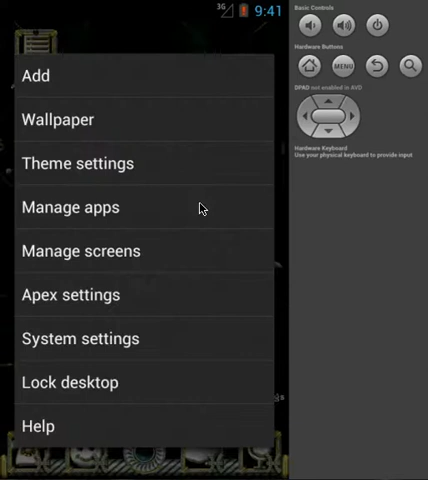 3G 9:41
Add
Wallpaper
Theme settings
Manage apps
Manage screens
Apex settings
System settings
Lock desktop
Help
Basic Controls
Hardware Buttons
MENU
DPAD not enabled in AVD
Hardware Keyboard
Use your physical keyboard to provide input